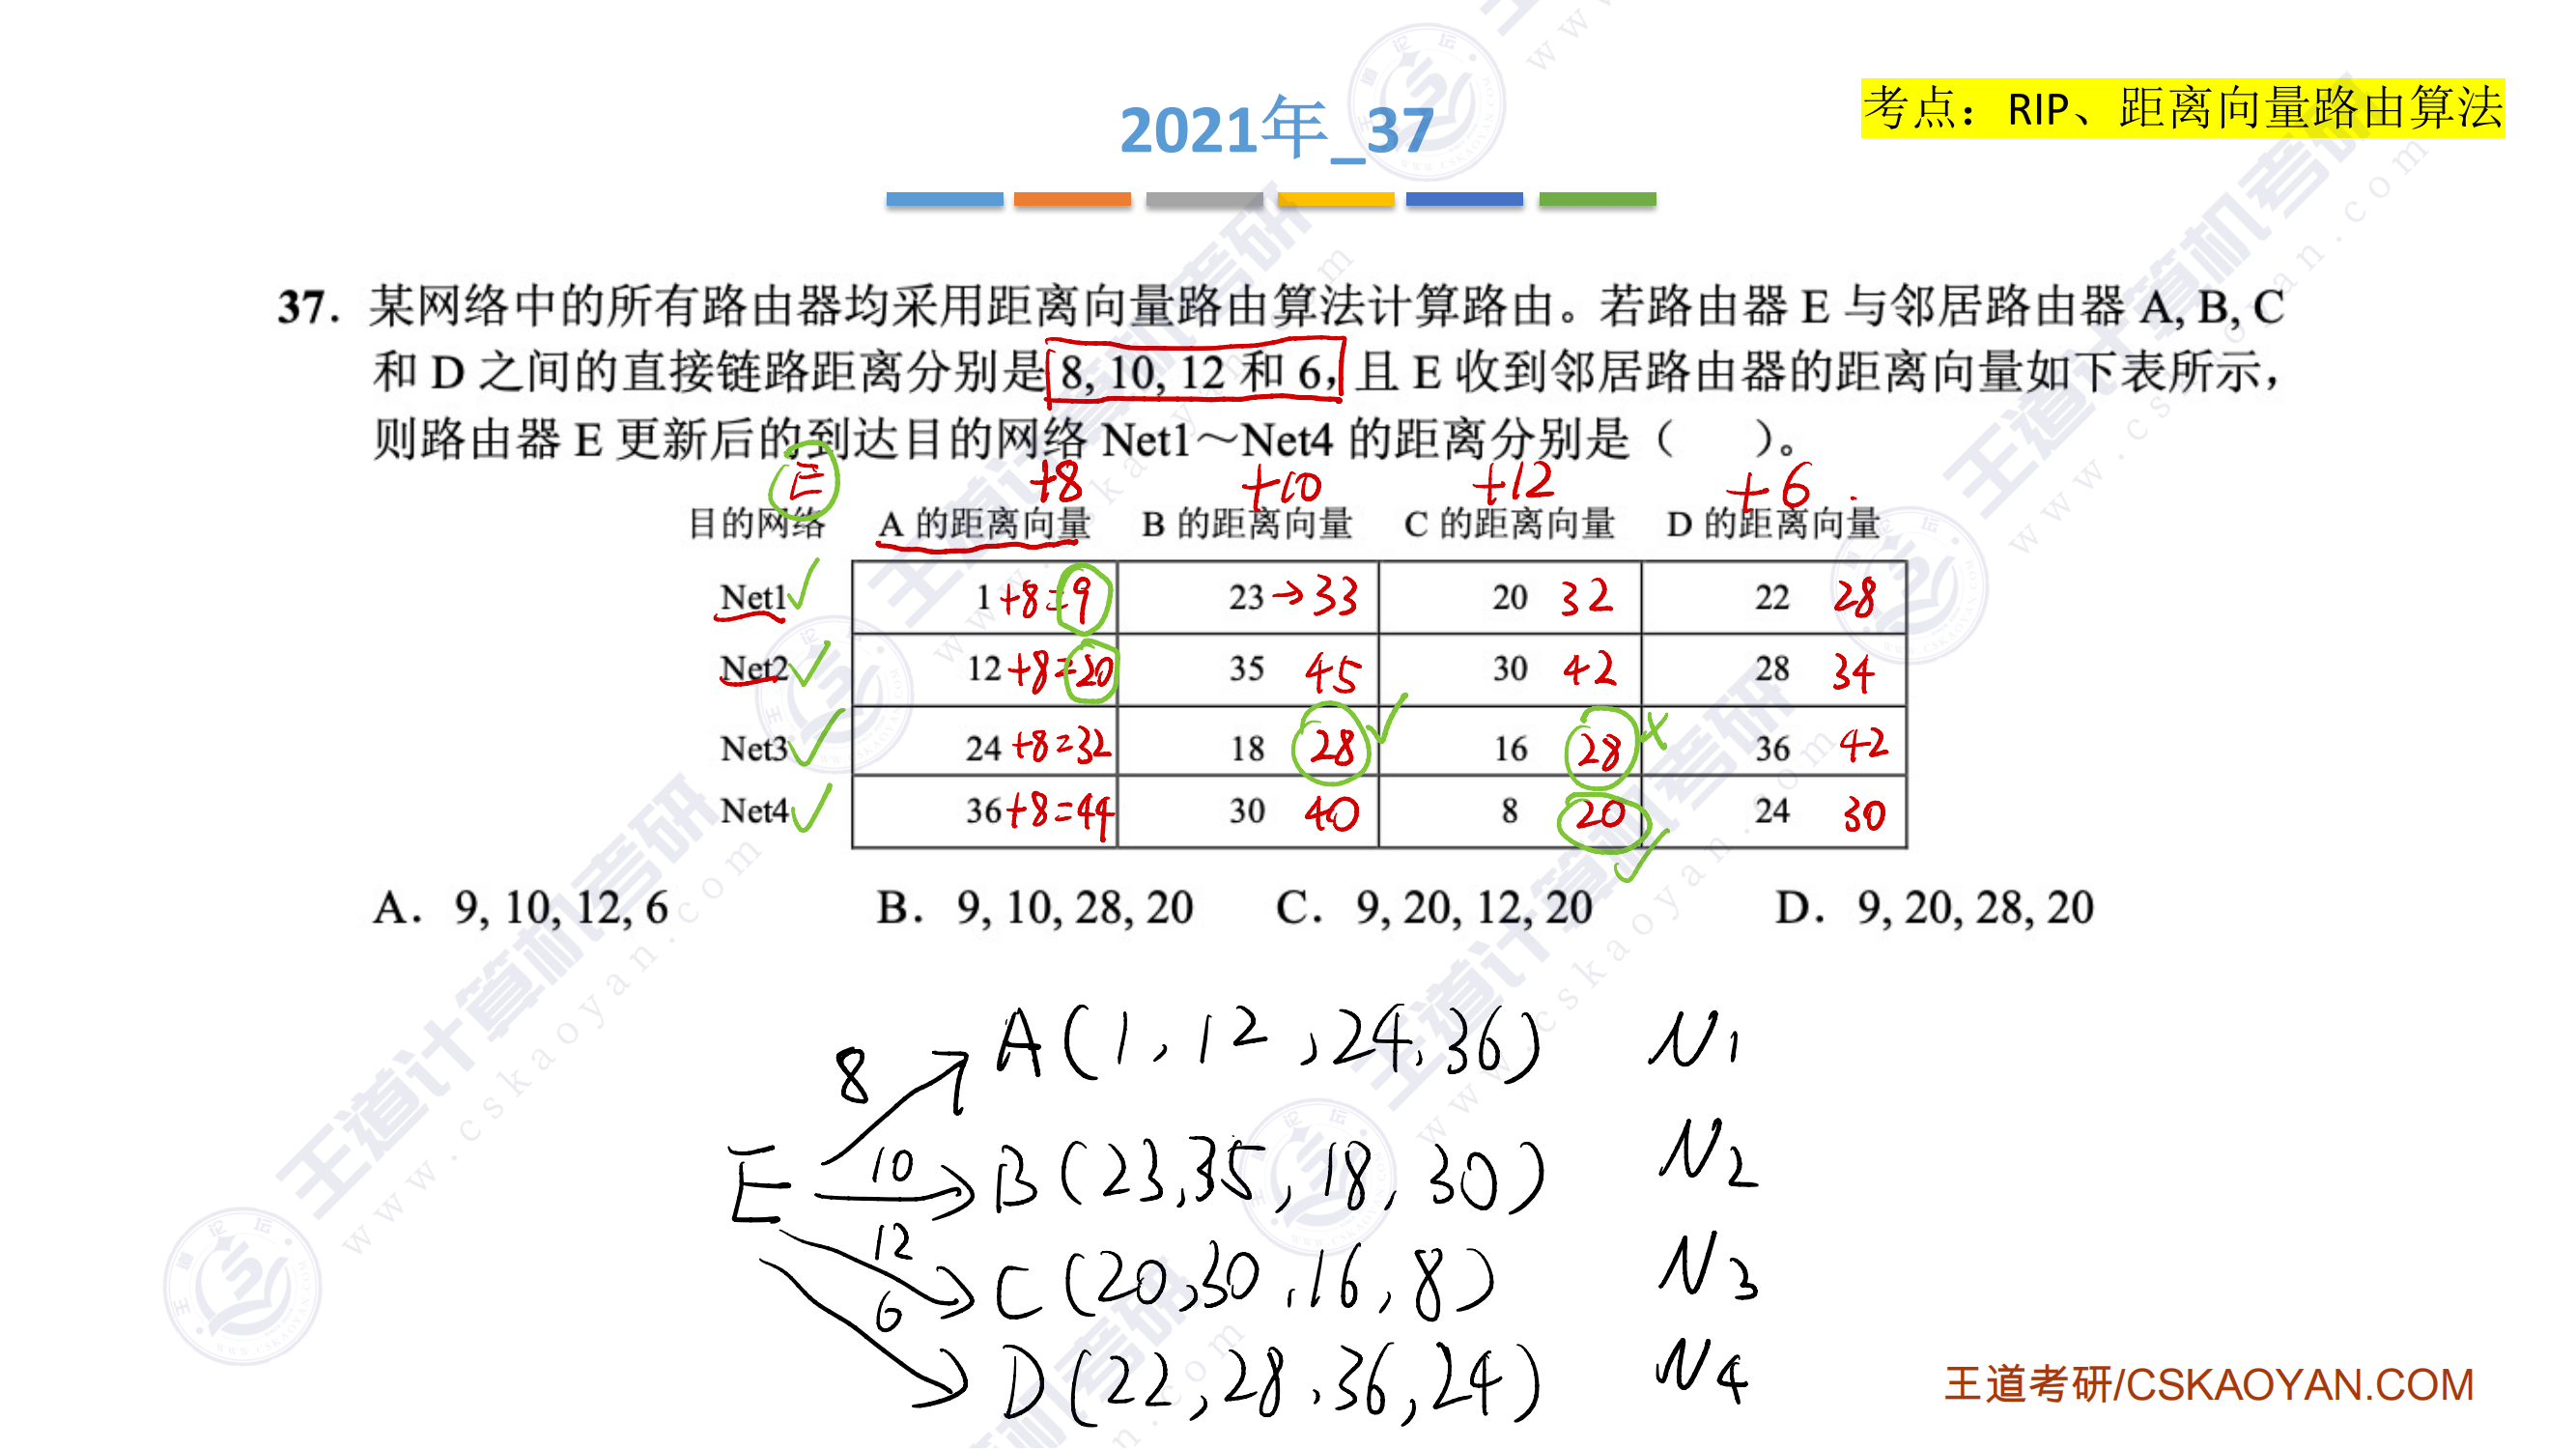 2021年_37
考点：RIP、距离向量路由算法
37. 某网络中的所有路由器均采用距离向量路由算法计算路由。若路由器 E 与邻居路由器 A, B, C
和 D 之间的直接链路距离分别是 8, 10, 12 和 6，且 E 收到邻居路由器的距离向量如下表所示，
则路由器 E 更新后的到达目的网络 Net1～Net4 的距离分别是（　　）。
E +8 +10 +12 +6
目的网络 A 的距离向量 B 的距离向量 C 的距离向量 D 的距离向量
Net1 1 +8=9 23 →33 20 32 22 28
Net2 12 +8=20 35 45 30 42 28 34
Net3 24 +8=32 18 28 16 28 36 42
Net4 36 +8=44 30 40 8 20 24 30
A. 9, 10, 12, 6 B. 9, 10, 28, 20 C. 9, 20, 12, 20 D. 9, 20, 28, 20
8 A(1, 12, 24, 36) N1
E 10 B(23, 35, 18, 30) N2
12 C(20, 30, 16, 8) N3
6 D(22, 28, 36, 24) N4
王道考研/CSKAOYAN.COM
王道计算机考研
www.cskaoyan.com